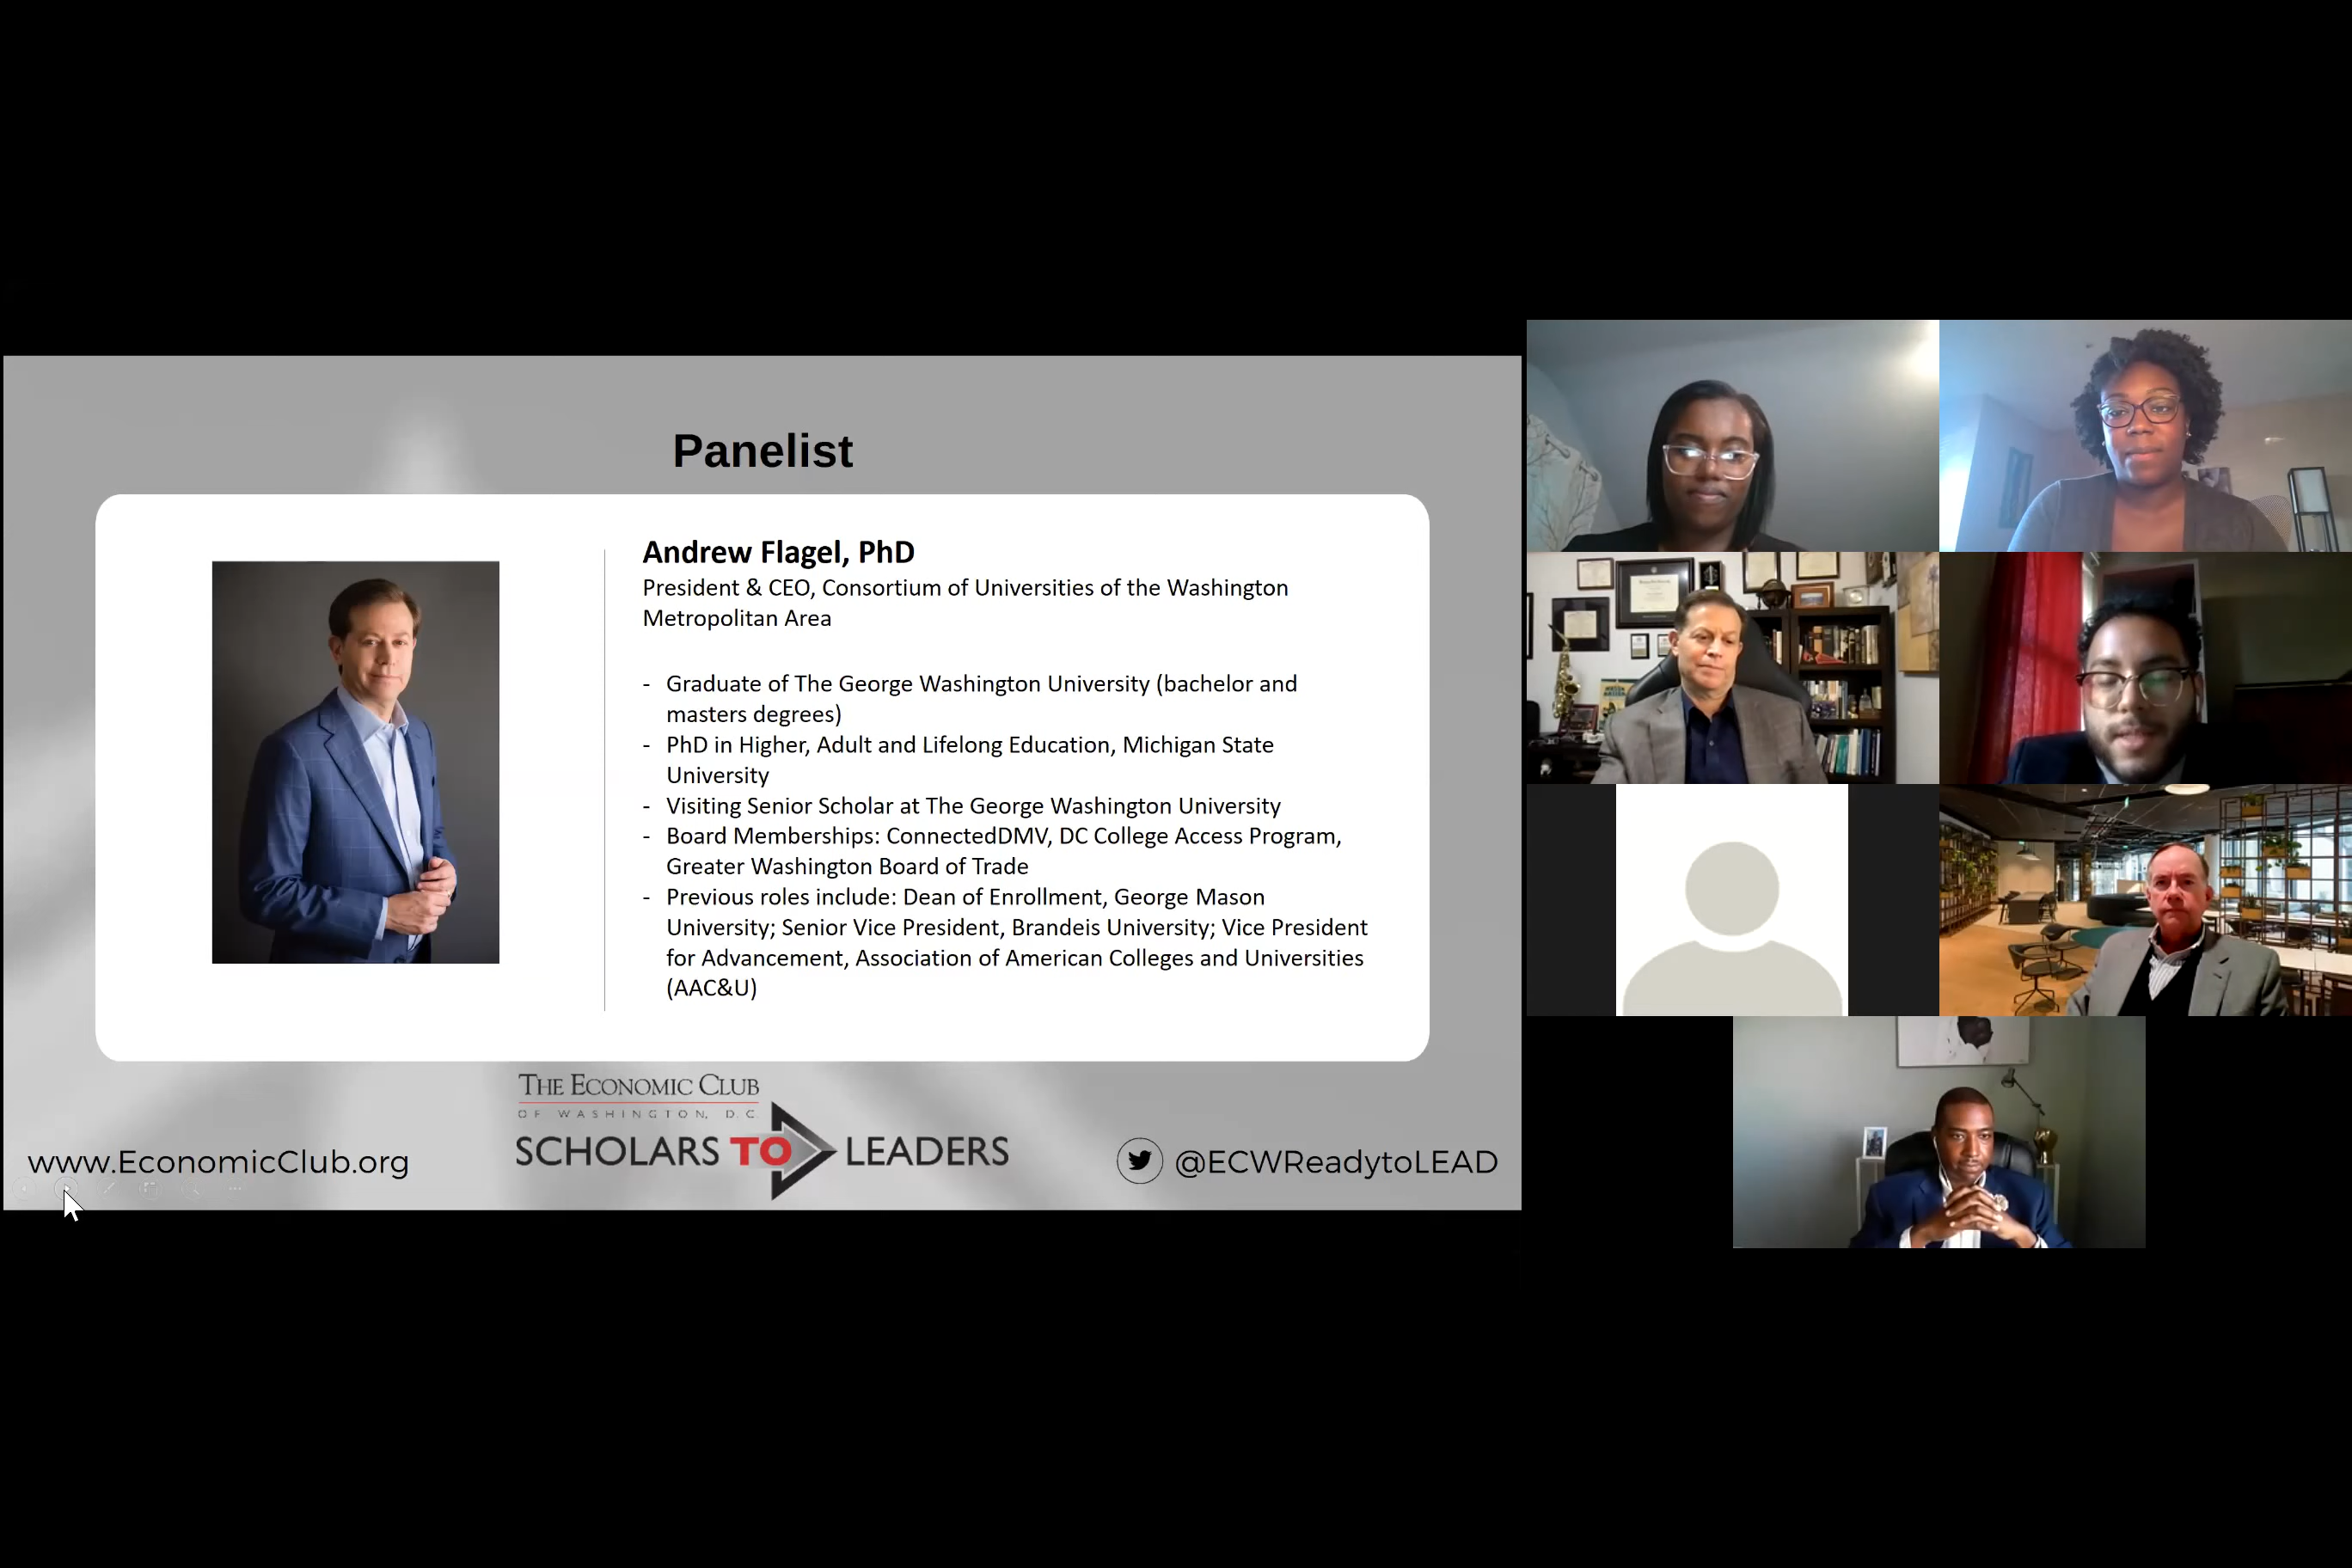 Panelist
Andrew Flagel, PhD
President & CEO, Consortium of Universities of the Washington
Metropolitan Area
- Graduate of The George Washington University (bachelor and
masters degrees)
- PhD in Higher, Adult and Lifelong Education, Michigan State
University
- Visiting Senior Scholar at The George Washington University
- Board Memberships: ConnectedDMV, DC College Access Program,
Greater Washington Board of Trade
- Previous roles include: Dean of Enrollment, George Mason
University; Senior Vice President, Brandeis University; Vice President
for Advancement, Association of American Colleges and Universities
(AAC&U)
THE ECONOMIC CLUB
OF WASHINGTON, D.C.
SCHOLARS TO LEADERS
www.EconomicClub.org
@ECWReadytoLEAD